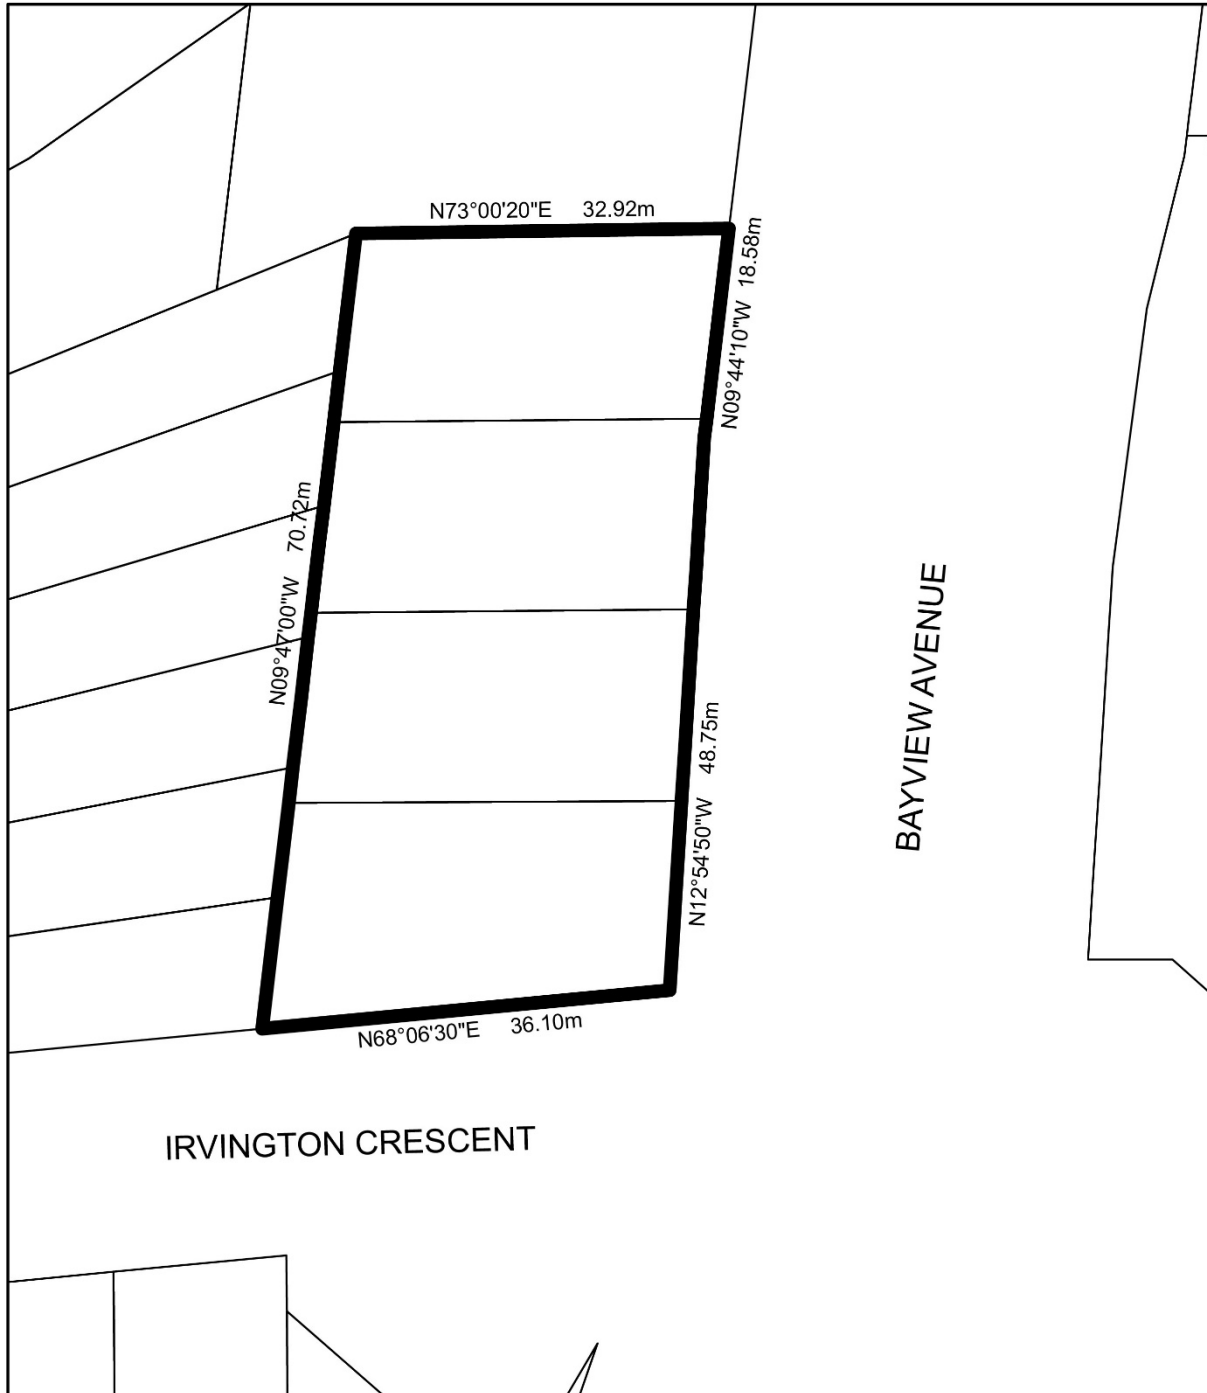 N73°00'20"E 32.92m
N09°44'10"W 18.58m
N09°47'00"W 70.72m
BAYVIEW AVENUE
N12°54'50"W 48.75m
N68°06'30"E 36.10m
IRVINGTON CRESCENT